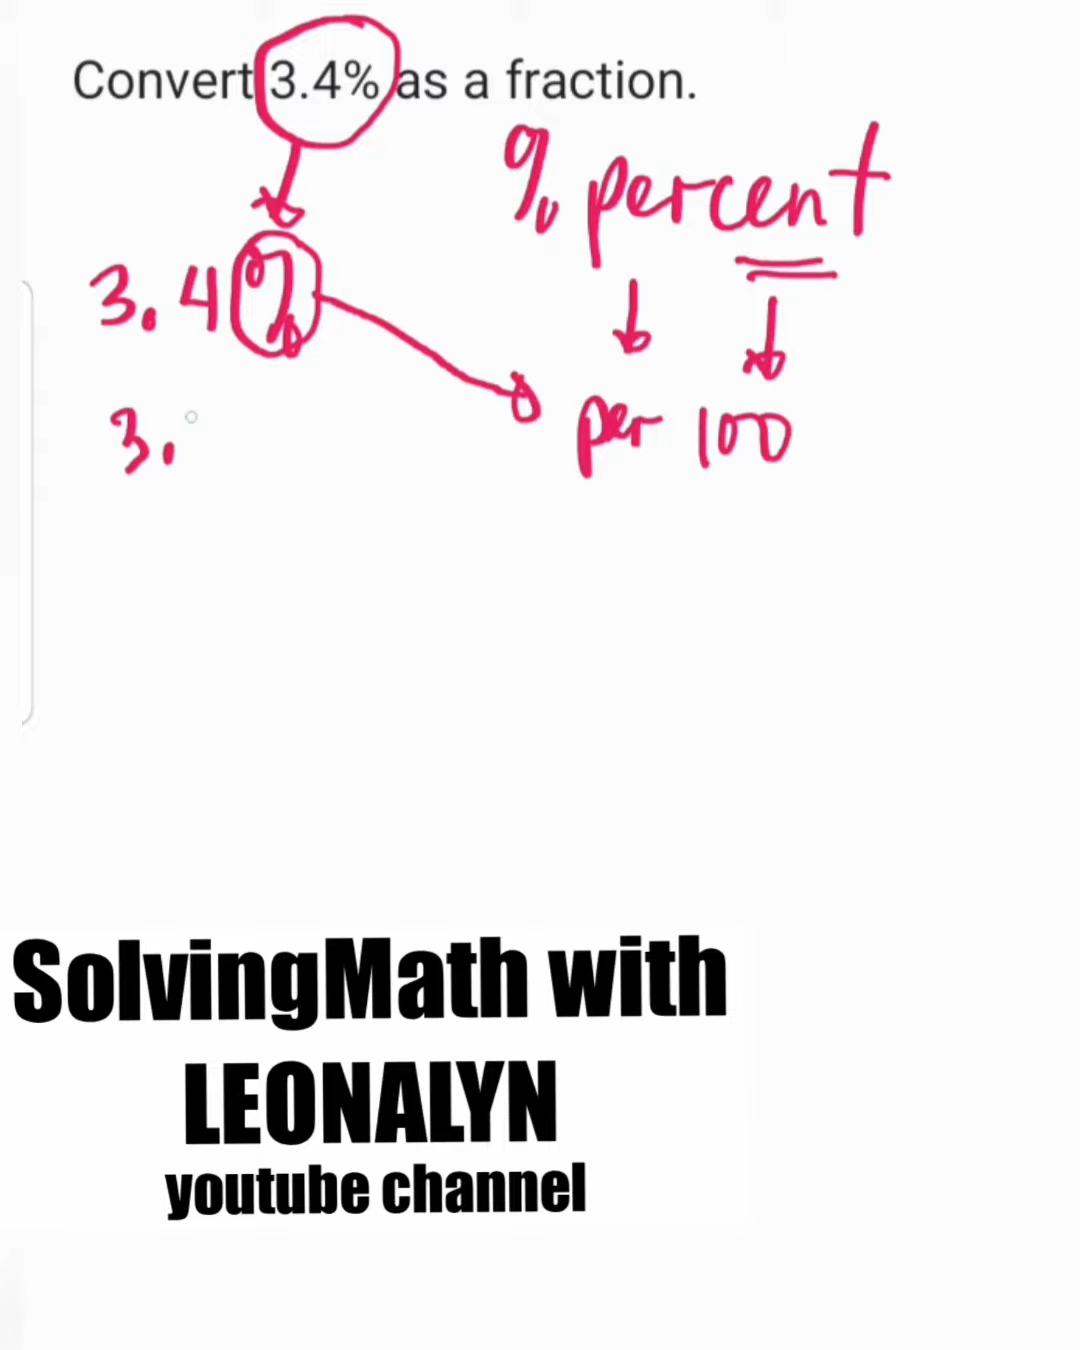 Convert 3.4% as a fraction.
% percent
3.4%
3. per 100
SolvingMath with
LEONALYN
youtube channel